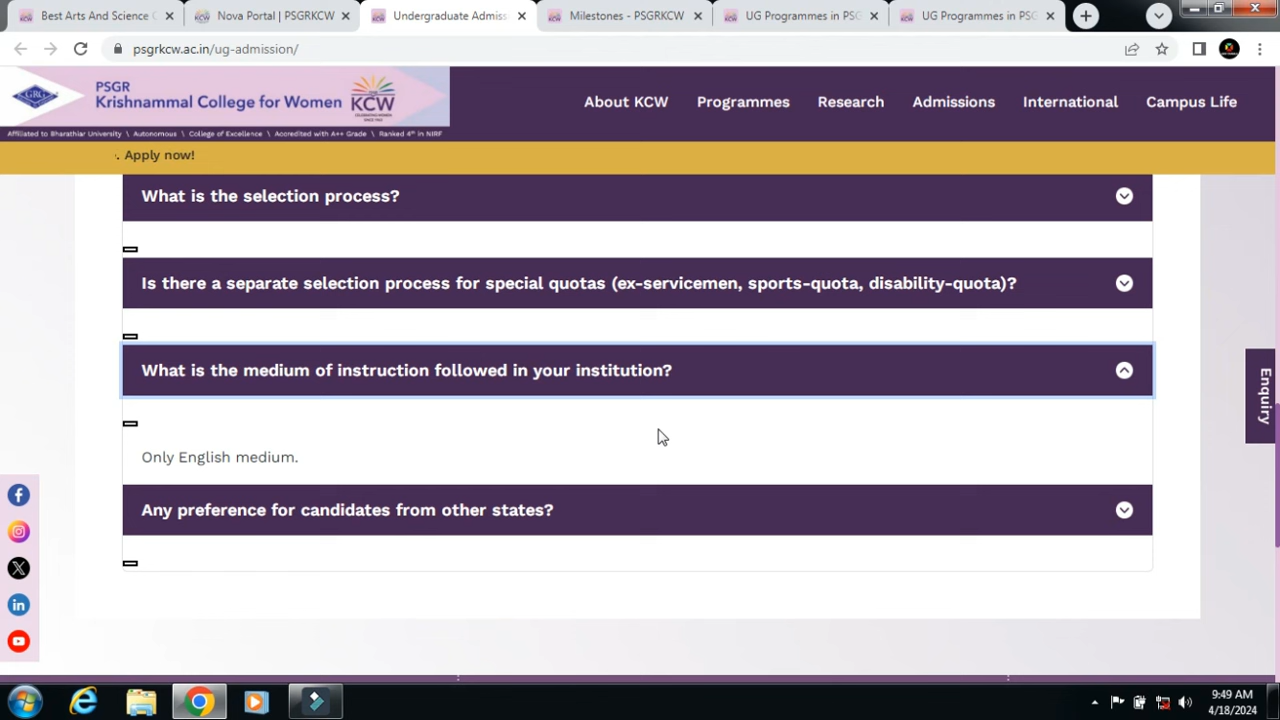 Best Arts And Science C
Nova Portal | PSGRKCW
Undergraduate Admiss
Milestones - PSGRKCW
UG Programmes in PSG
UG Programmes in PSG
psgrkcw.ac.in/ug-admission/
GRG
PSGR
Krishnammal College for Women
KCW
Affiliated to Bharathiar University \ Autonomous \ College of Excellence \ Accredited with A++ Grade \ Ranked 4th in NIRF
About KCW
Programmes
Research
Admissions
International
Campus Life
. Apply now!
What is the selection process?
Is there a separate selection process for special quotas (ex-servicemen, sports-quota, disability-quota)?
What is the medium of instruction followed in your institution?
Only English medium.
Any preference for candidates from other states?
Enquiry
9:49 AM
4/18/2024